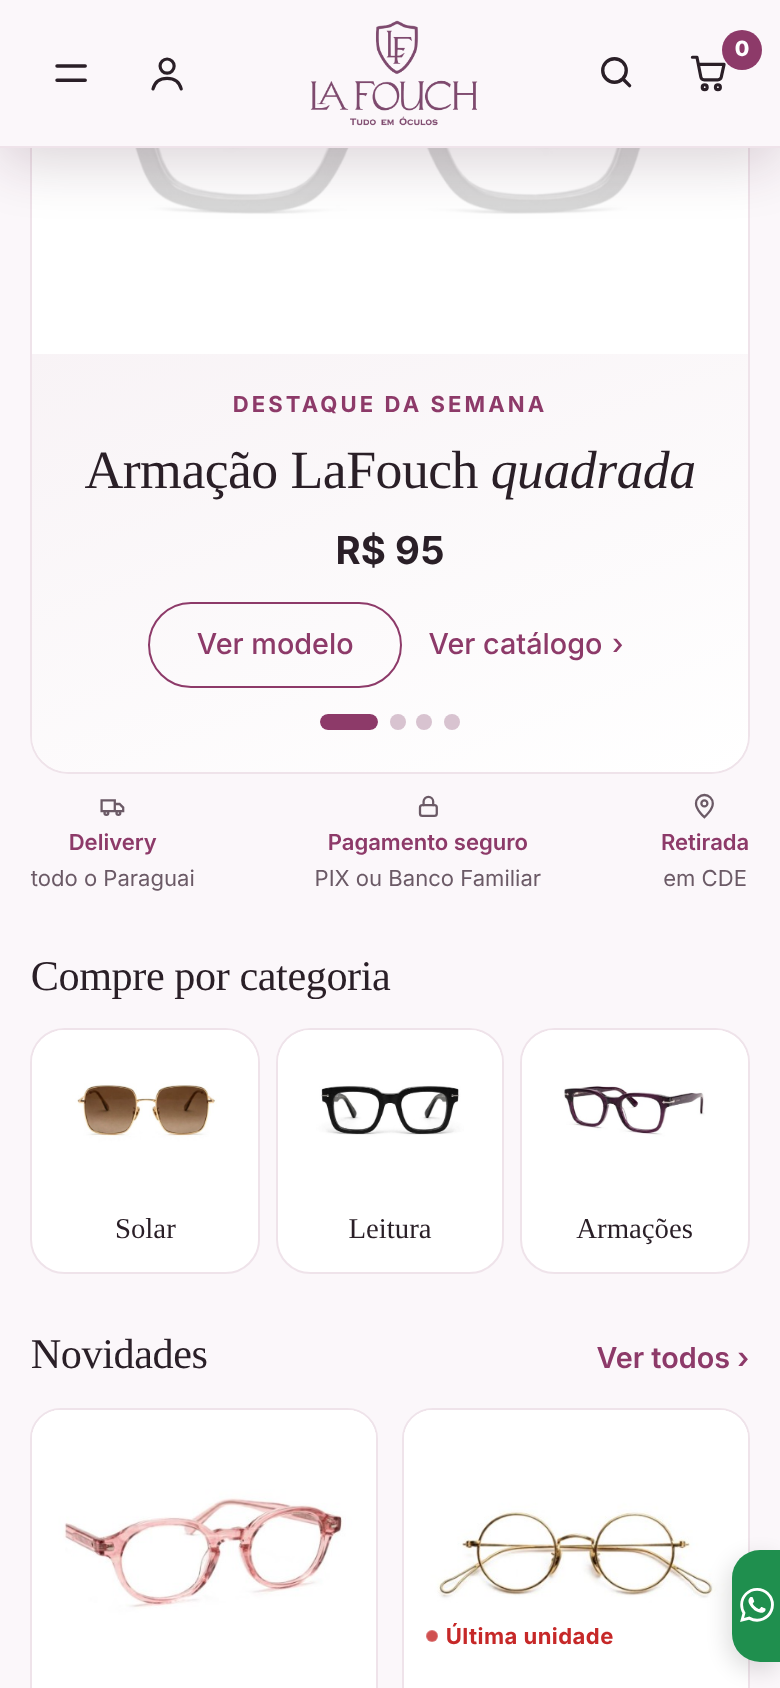 LF
LA FOUCH
TUDO EM ÓCULOS
0
DESTAQUE DA SEMANA
Armação LaFouch quadrada
R$ 95
Ver modelo
Ver catálogo ›
Delivery
todo o Paraguai
Pagamento seguro
PIX ou Banco Familiar
Retirada
em CDE
Compre por categoria
Solar
Leitura
Armações
Novidades
Ver todos ›
Última unidade